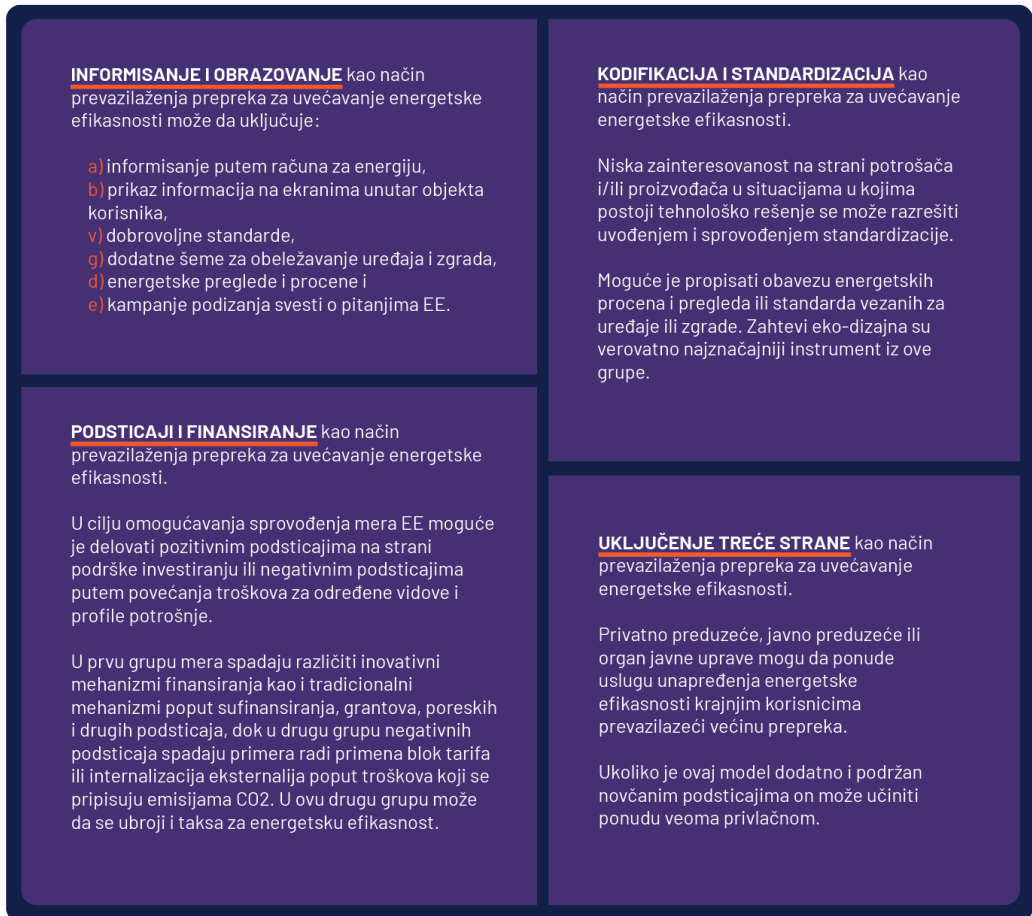 INFORMISANJE I OBRAZOVANJE kao način
prevazilaženja prepreka za uvećavanje energetske
efikasnosti može da uključuje:
a) informisanje putem računa za energiju,
b) prikaz informacija na ekranima unutar objekta
korisnika,
v) dobrovoljne standarde,
g) dodatne šeme za obeležavanje uređaja i zgrada,
d) energetske preglede i procene i
e) kampanje podizanja svesti o pitanjima EE.
KODIFIKACIJA I STANDARDIZACIJA kao
način prevazilaženja prepreka za uvećavanje
energetske efikasnosti.
Niska zainteresovanost na strani potrošača
i/ili proizvođača u situacijama u kojima
postoji tehnološko rešenje se može razrešiti
uvođenjem i sprovođenjem standardizacije.
Moguće je propisati obavezu energetskih
procena i pregleda ili standarda vezanih za
uređaje ili zgrade. Zahtevi eko-dizajna su
verovatno najznačajniji instrument iz ove
grupe.
PODSTICAJI I FINANSIRANJE kao način
prevazilaženja prepreka za uvećavanje energetske
efikasnosti.
U cilju omogućavanja sprovođenja mera EE moguće
je delovati pozitivnim podsticajima na strani
podrške investiranju ili negativnim podsticajima
putem povećanja troškova za određene vidove i
profile potrošnje.
U prvu grupu mera spadaju različiti inovativni
mehanizmi finansiranja kao i tradicionalni
mehanizmi poput sufinansiranja, grantova, poreskih
i drugih podsticaja, dok u drugu grupu negativnih
podsticaja spadaju primera radi primena blok tarifa
ili internalizacija eksternalija poput troškova koji se
pripisuju emisijama CO2. U ovu drugu grupu može
da se ubroji i taksa za energetsku efikasnost.
UKLJUČENJE TREĆE STRANE kao način
prevazilaženja prepreka za uvećavanje
energetske efikasnosti.
Privatno preduzeće, javno preduzeće ili
organ javne uprave mogu da ponude
uslugu unapređenja energetske
efikasnosti krajnjim korisnicima
prevazilazeći većinu prepreka.
Ukoliko je ovaj model dodatno i podržan
novčanim podsticajima on može učiniti
ponudu veoma privlačnom.